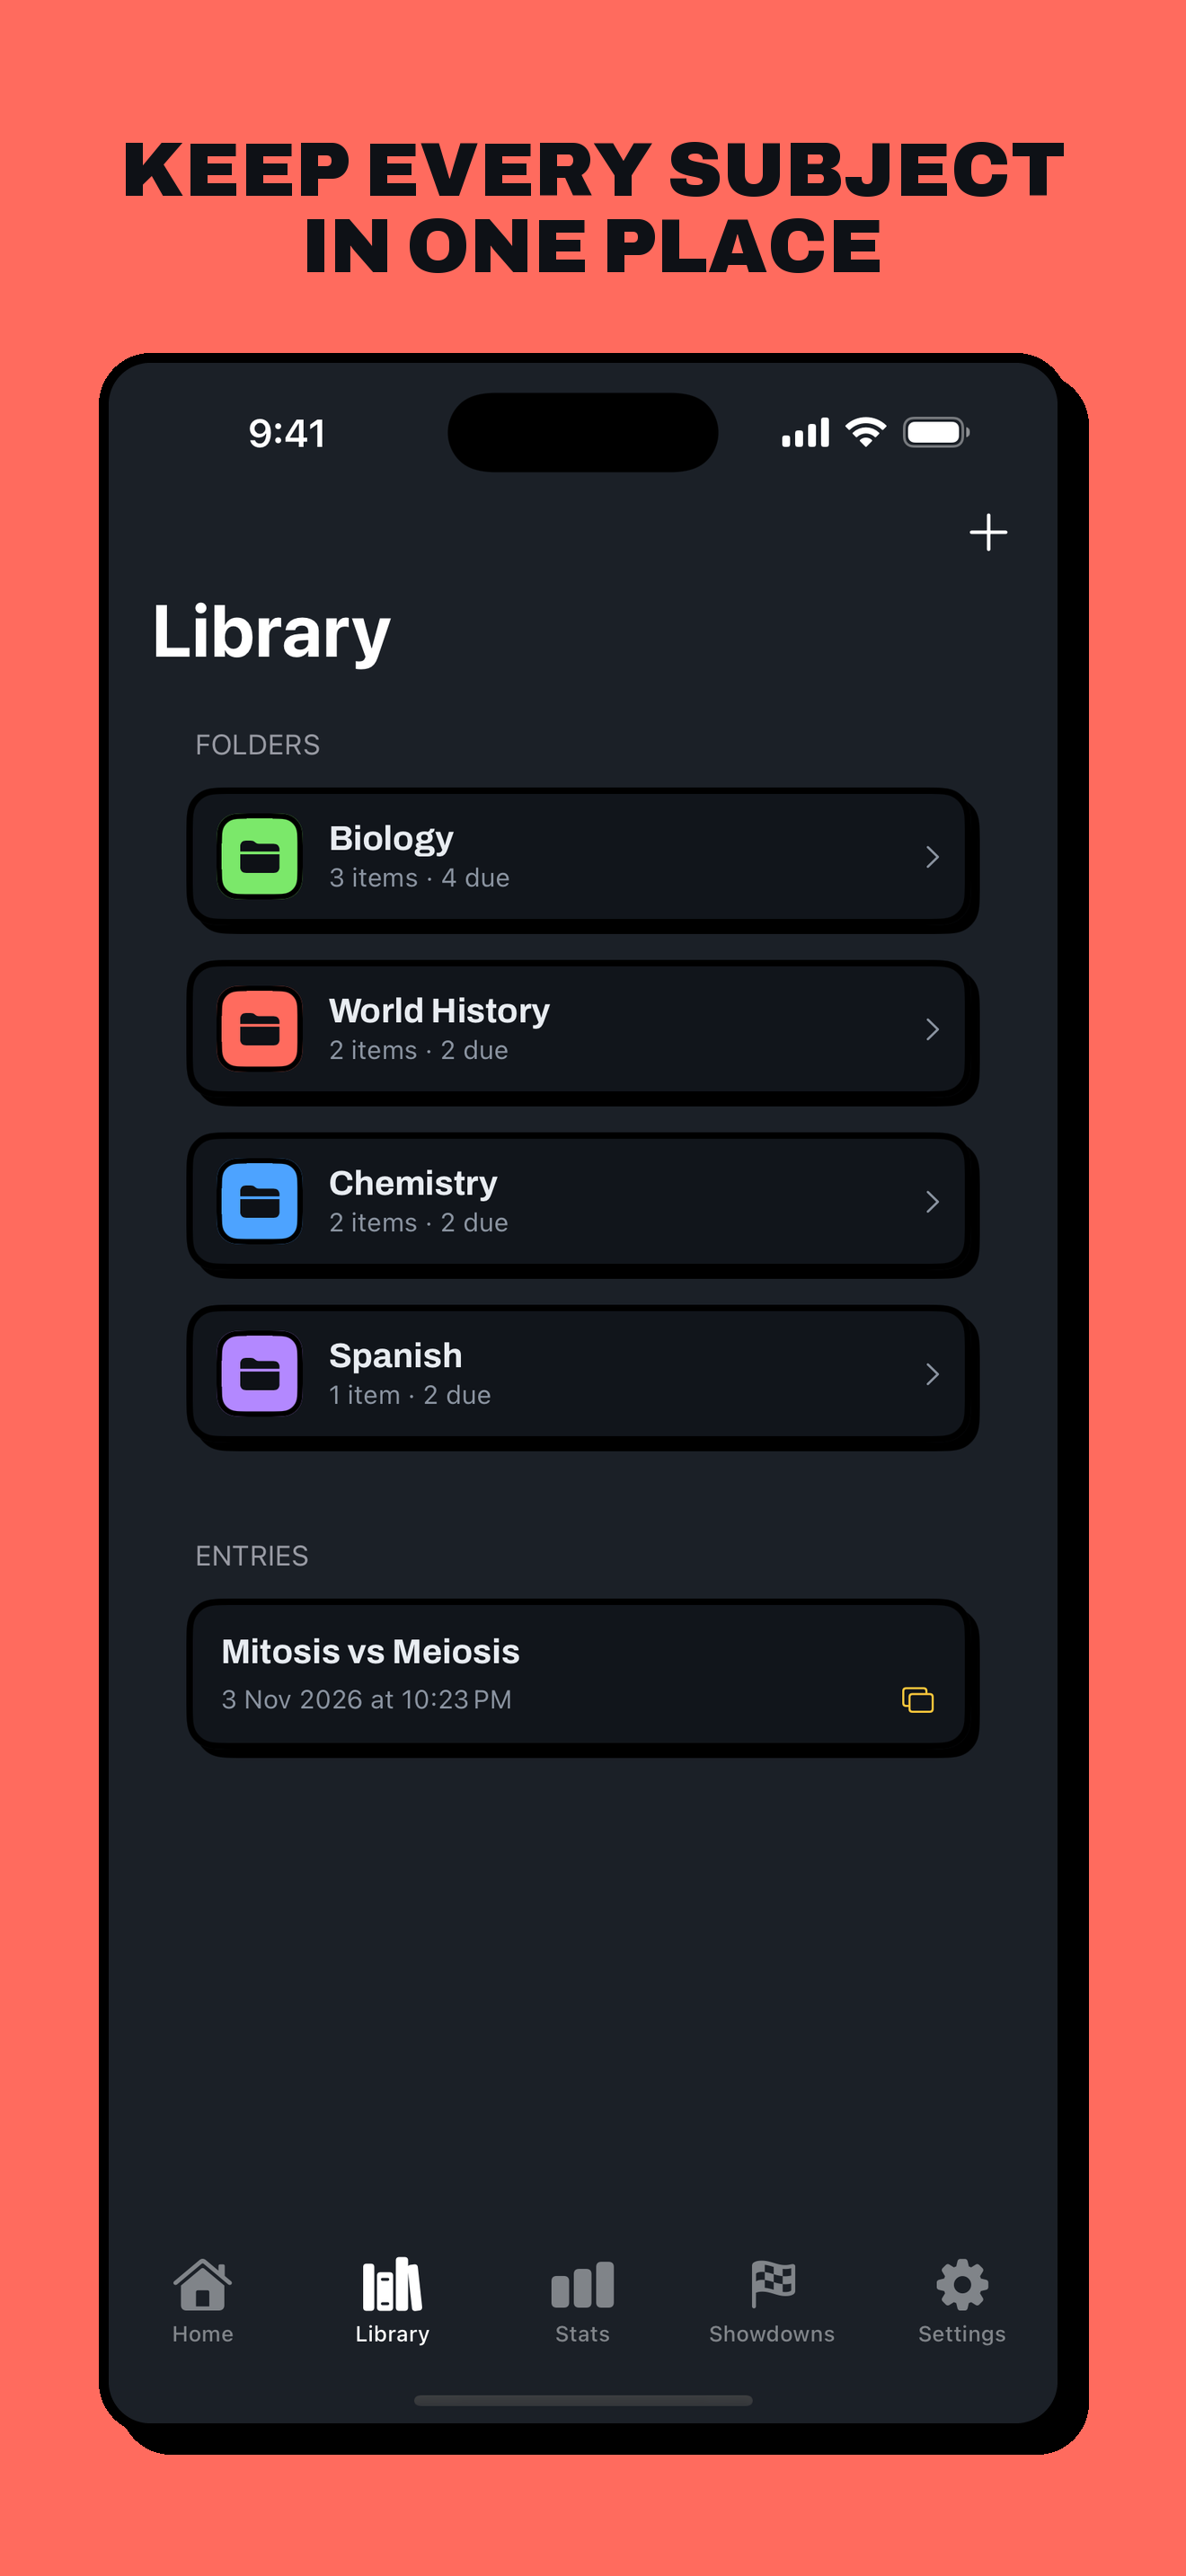 KEEP EVERY SUBJECT
IN ONE PLACE
9:41
Library
FOLDERS
Biology
3 items · 4 due
World History
2 items · 2 due
Chemistry
2 items · 2 due
Spanish
1 item · 2 due
ENTRIES
Mitosis vs Meiosis
3 Nov 2026 at 10:23 PM
Home
Library
Stats
Showdowns
Settings